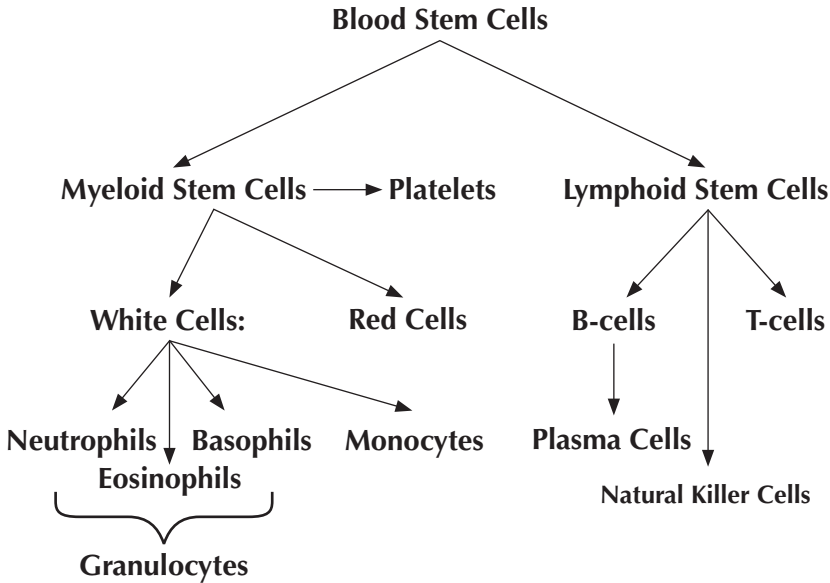 Blood Stem Cells
Myeloid Stem Cells
Platelets
Lymphoid Stem Cells
White Cells:
Red Cells
B-cells
T-cells
Neutrophils
Basophils
Monocytes
Plasma Cells
Eosinophils
Natural Killer Cells
Granulocytes